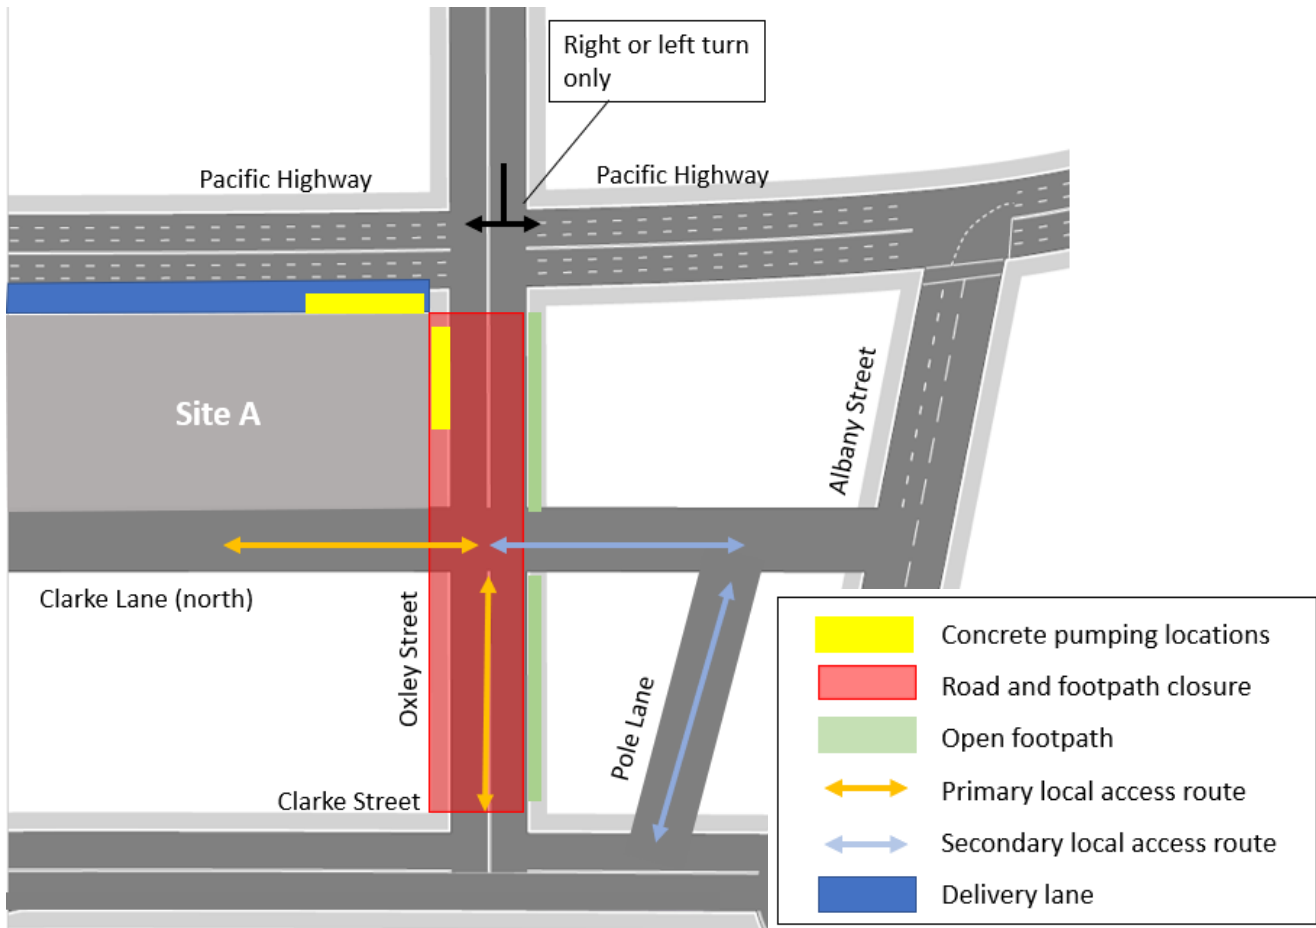 Right or left turn
only
Pacific Highway
Pacific Highway
Site A
Albany Street
Clarke Lane (north)
Oxley Street
Pole Lane
Clarke Street
Concrete pumping locations
Road and footpath closure
Open footpath
Primary local access route
Secondary local access route
Delivery lane